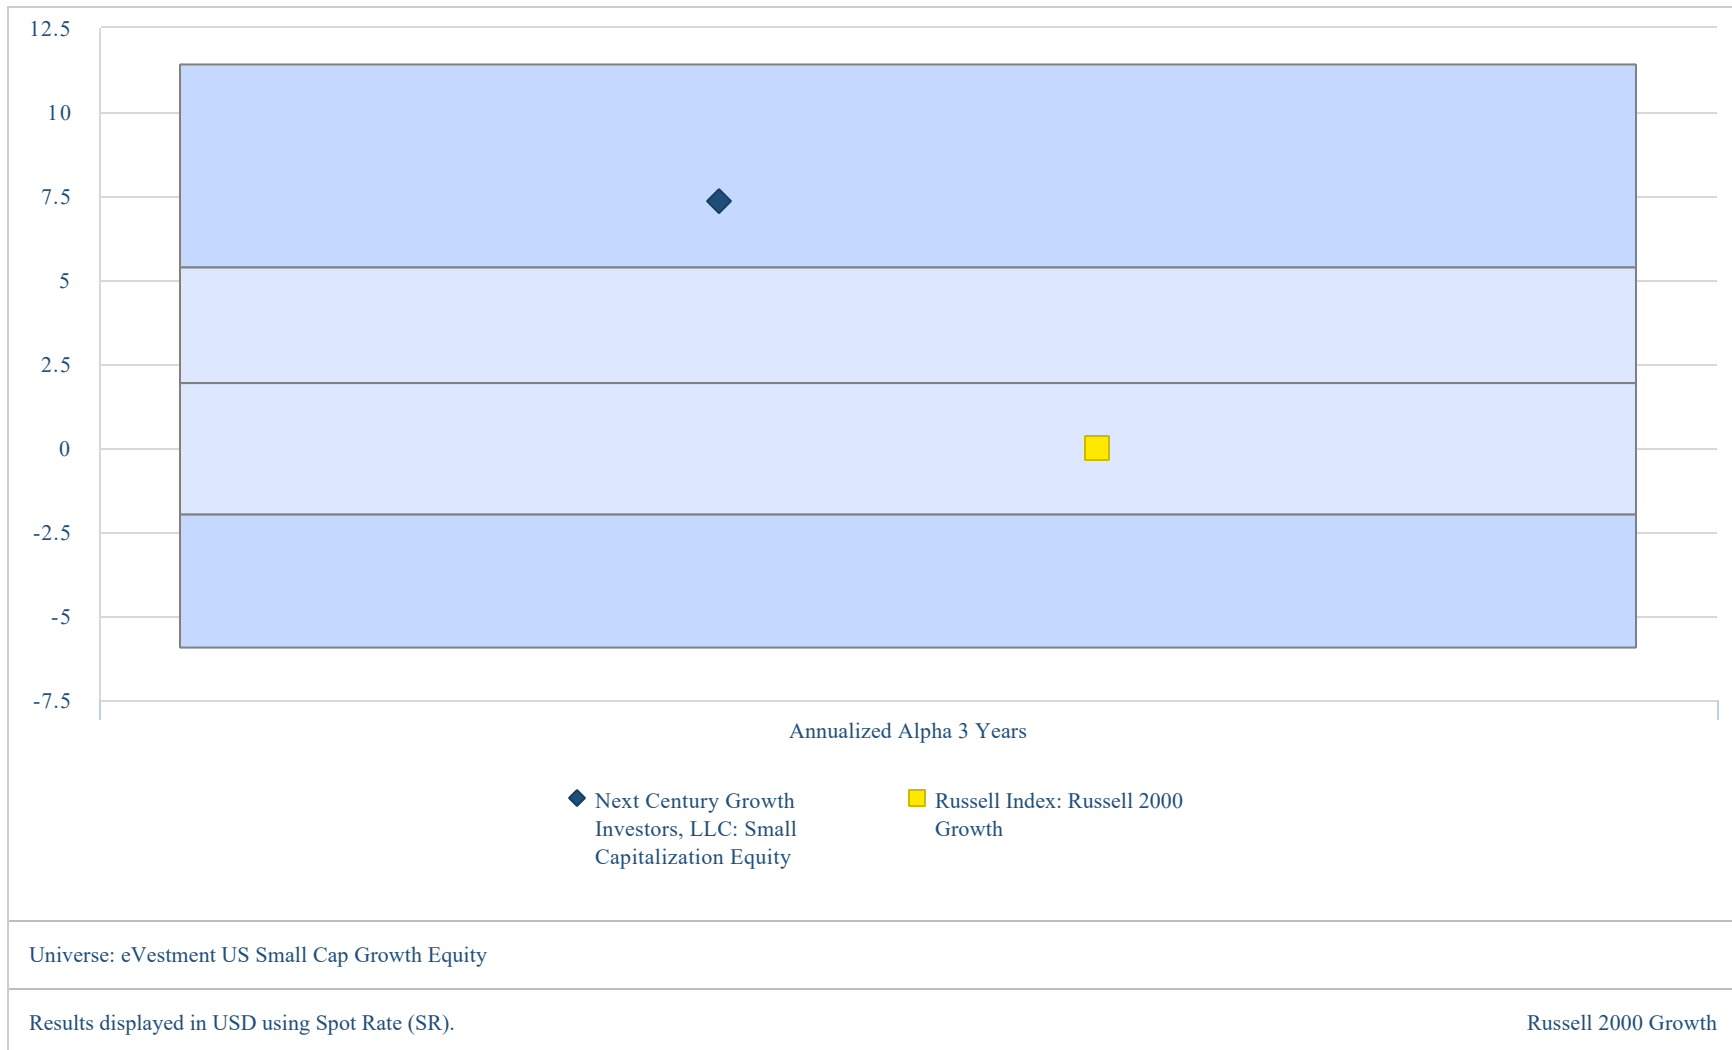 12.5
10
7.5
5
2.5
0
-2.5
-5
-7.5
Annualized Alpha 3 Years
Next Century Growth
Investors, LLC: Small
Capitalization Equity
Russell Index: Russell 2000
Growth
Universe: eVestment US Small Cap Growth Equity
Results displayed in USD using Spot Rate (SR).
Russell 2000 Growth